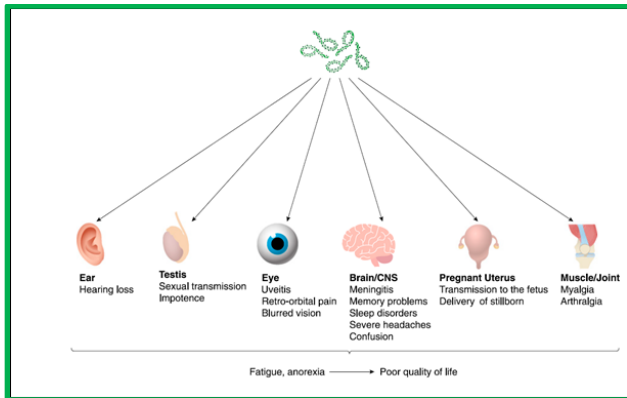 Ear
Hearing loss
Testis
Sexual transmission
Impotence
Eye
Uveitis
Retro-orbital pain
Blurred vision
Brain/CNS
Meningitis
Memory problems
Sleep disorders
Severe headaches
Confusion
Pregnant Uterus
Transmission to the fetus
Delivery of stillborn
Muscle/Joint
Myalgia
Arthralgia
Fatigue, anorexia
Poor quality of life